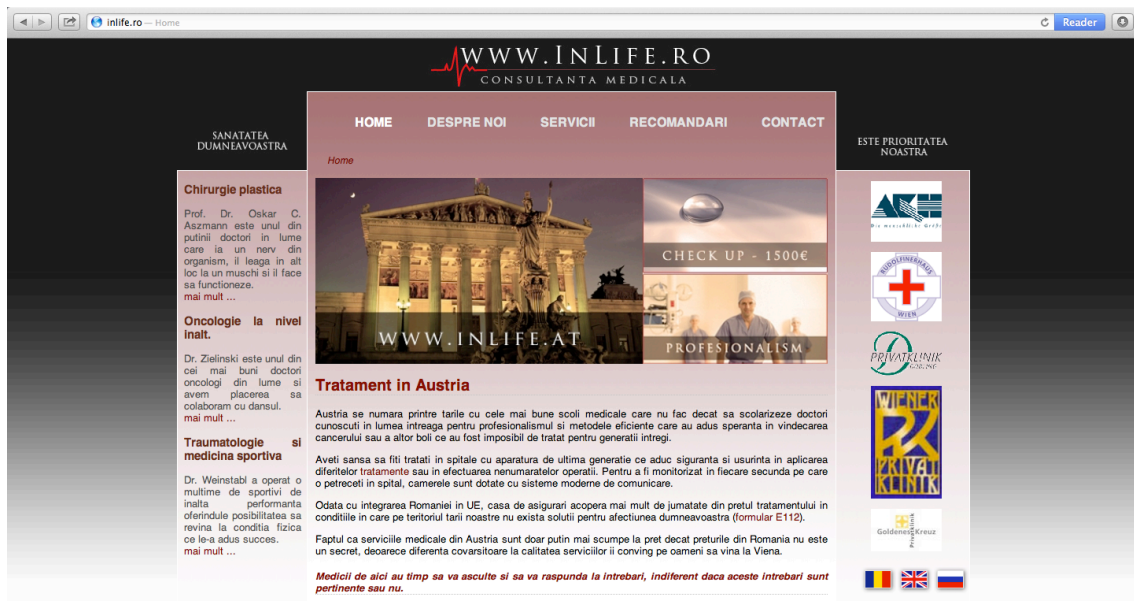 inlife.ro — Home
Reader
WWW.INLIFE.RO
CONSULTANTA MEDICALA
HOME DESPRE NOI SERVICII RECOMANDARI CONTACT
SANATATEA
DUMNEAVOASTRA
ESTE PRIORITATEA
NOASTRA
Home
Chirurgie plastica
Prof. Dr. Oskar C.
Aszmann este unul din
putinii doctori in lume
care ia un nerv din
organism, il leaga in alt
loc la un muschi si il face
sa functioneze.
mai mult ...
Oncologie la nivel
inalt.
Dr. Zielinski este unul din
cei mai buni doctori
oncologi din lume si
avem placerea sa
colaboram cu dansul.
mai mult ...
Traumatologie si
medicina sportiva
Dr. Weinstabl a operat o
multime de sportivi de
inalta performanta
oferindule posibilitatea sa
revina la conditia fizica
ce le-a adus succes.
mai mult ...
WWW.INLIFE.AT
CHECK UP - 1500€
PROFESIONALISM
Tratament in Austria
Austria se numara printre tarile cu cele mai bune scoli medicale care nu fac decat sa scolarizeze doctori
cunoscuti in lumea intreaga pentru profesionalismul si metodele eficiente care au adus speranta in vindecarea
cancerului sau a altor boli ce au fost imposibil de tratat pentru generatii intregi.
Aveti sansa sa fiti tratati in spitale cu aparatura de ultima generatie ce aduc siguranta si usurinta in aplicarea
diferitelor tratamente sau in efectuarea nenumaratelor operatii. Pentru a fi monitorizat in fiecare secunda pe care
o petreceti in spital, camerele sunt dotate cu sisteme moderne de comunicare.
Odata cu integrarea Romaniei in UE, casa de asigurari acopera mai mult de jumatate din pretul tratamentului in
conditiile in care pe teritoriul tarii noastre nu exista solutii pentru afectiunea dumneavoastra (formular E112).
Faptul ca serviciile medicale din Austria sunt doar putin mai scumpe la pret decat preturile din Romania nu este
un secret, deoarece diferenta covarsitoare la calitatea serviciilor ii conving pe oameni sa vina la Viena.
Medicii de aici au timp sa va asculte si sa va raspunda la intrebari, indiferent daca aceste intrebari sunt
pertinente sau nu.
AKH
Die menschliche Größe
RUDOLFINERHAUS
WIEN
PRIVATKLINIK
DÖBLING
WIENER
PRIVAT
KLINIK
Goldenes Kreuz
Privatklinik